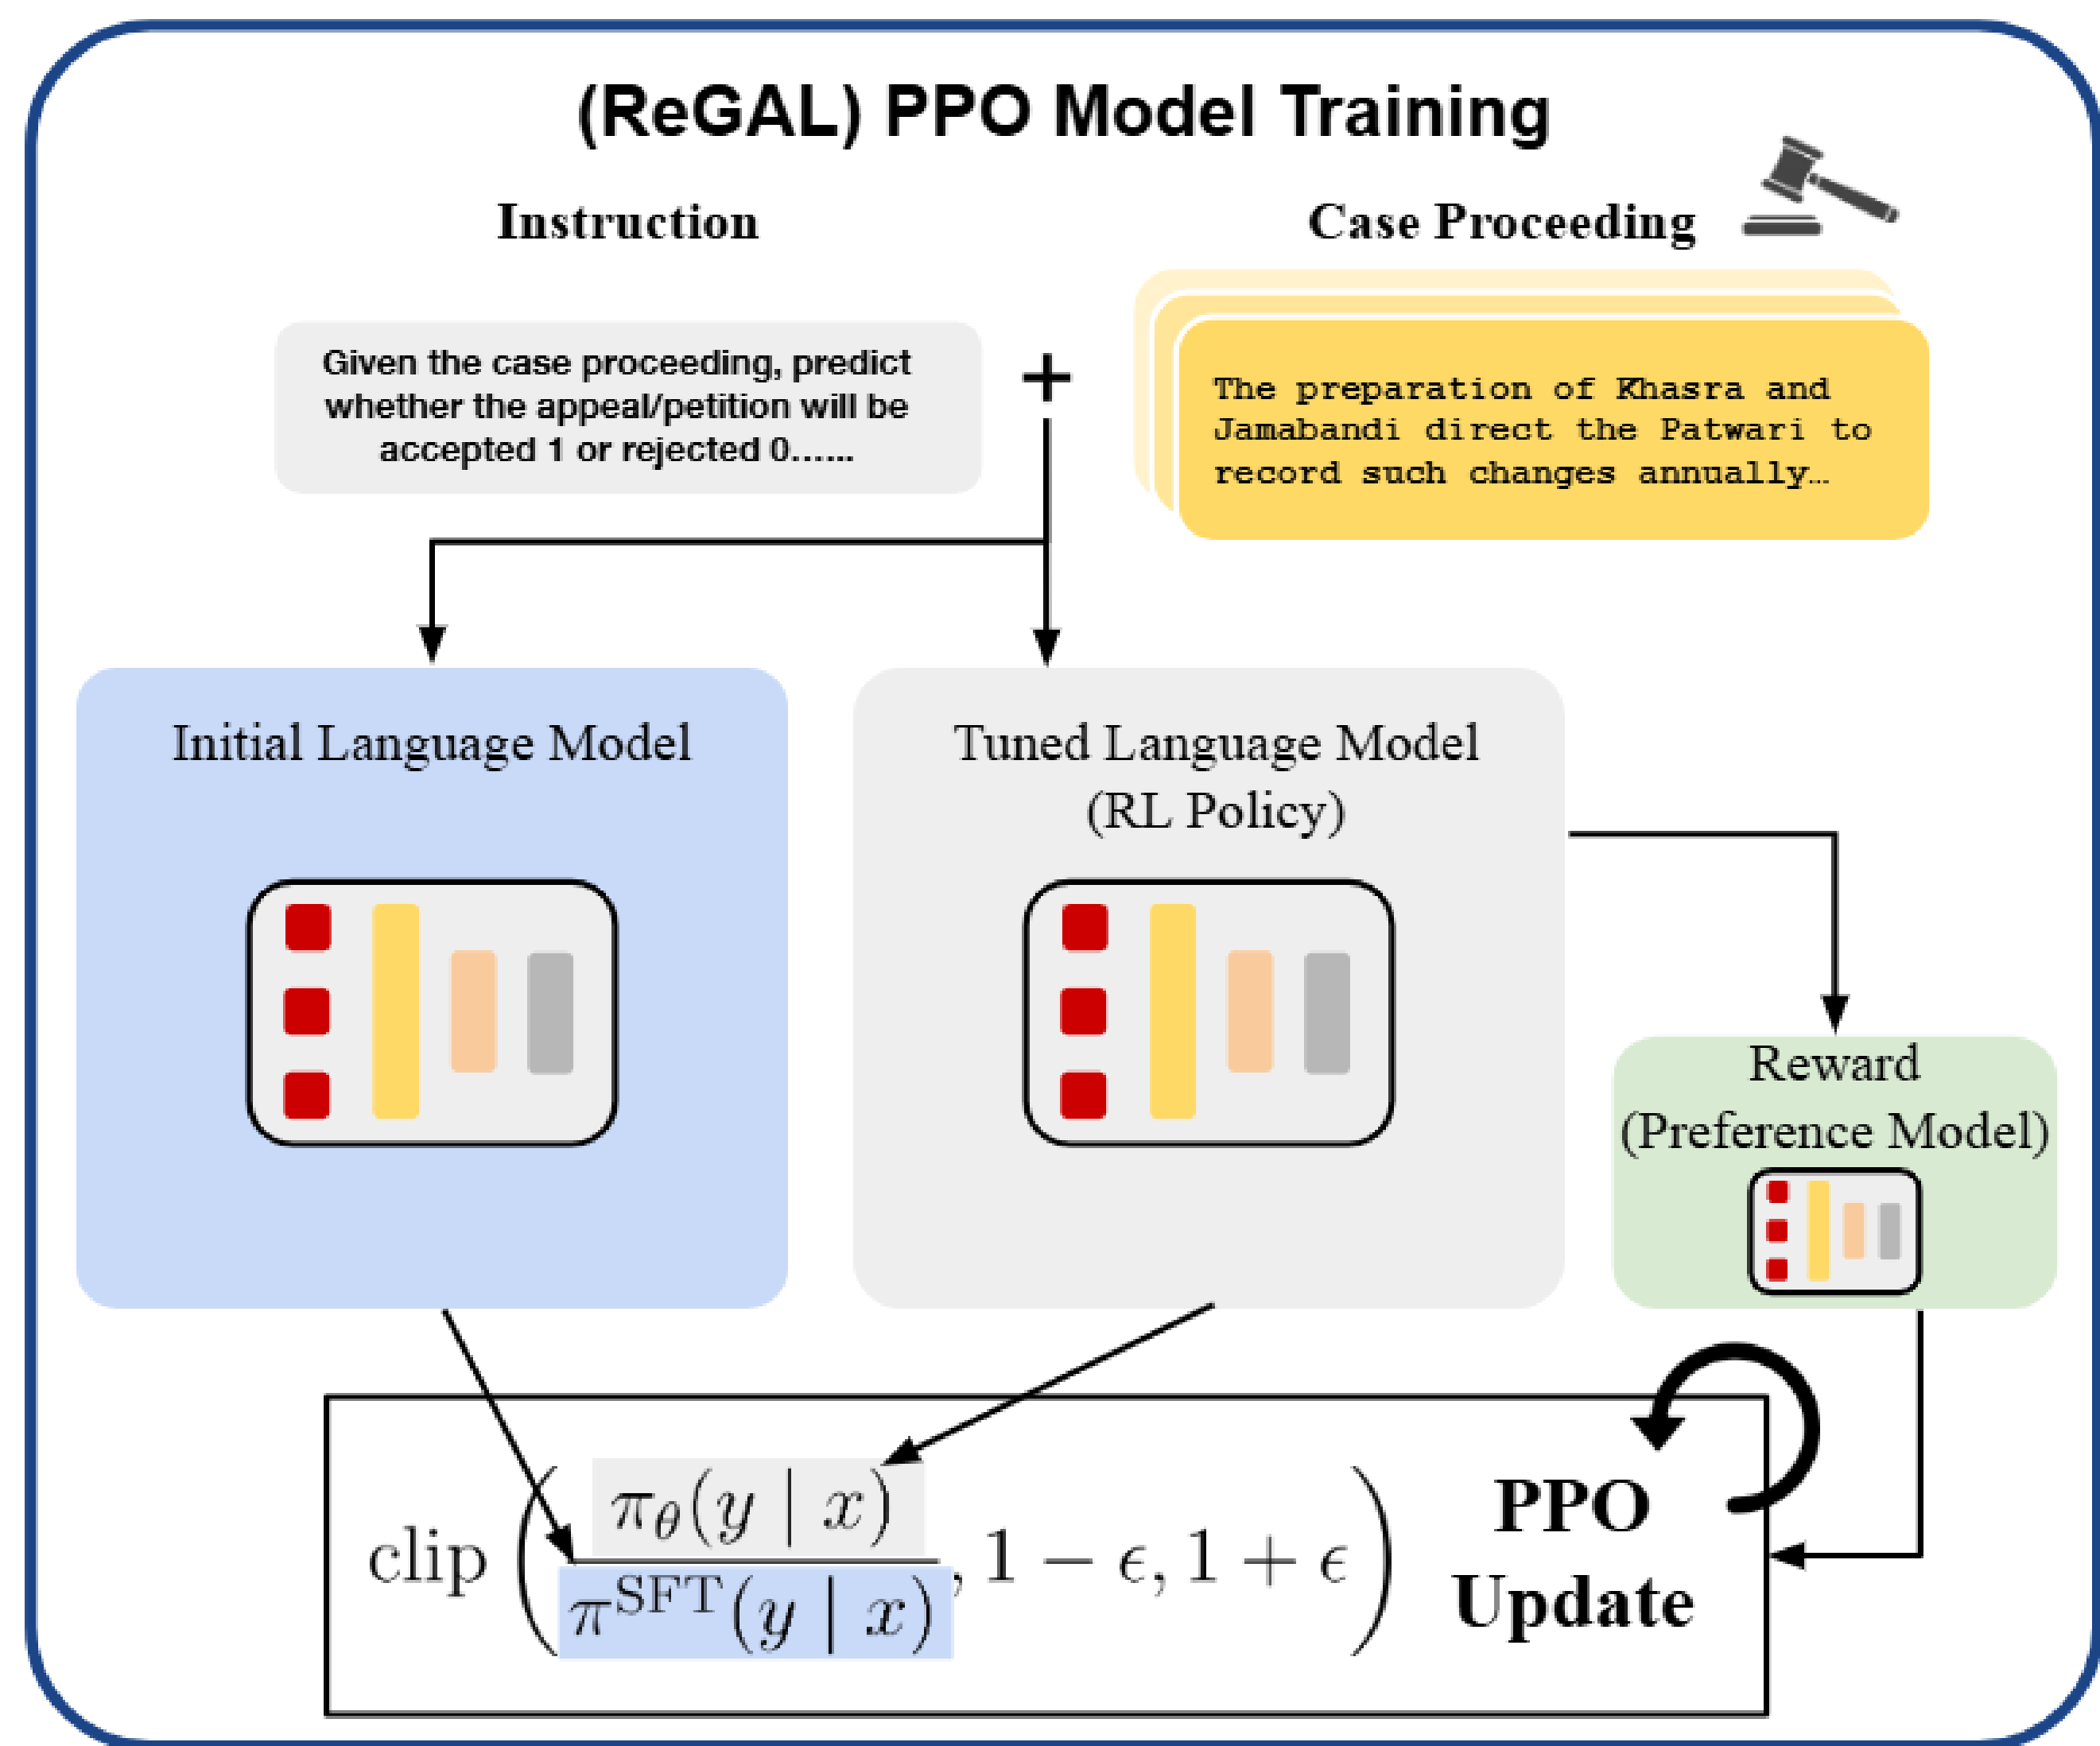 (ReGAL) PPO Model Training
Instruction
Case Proceeding
Given the case proceeding, predict
whether the appeal/petition will be
accepted 1 or rejected 0......
+
The preparation of Khasra and
Jamabandi direct the Patwari to
record such changes annually…
Initial Language Model
Tuned Language Model
(RL Policy)
Reward
(Preference Model)
clip ( π_θ(y | x) / π^SFT(y | x) , 1 − ϵ, 1 + ϵ )
PPO
Update